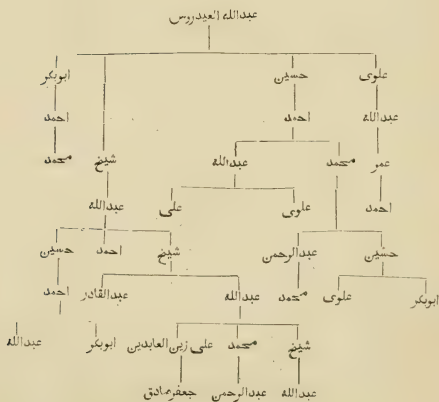 عبدالله العيدروس
علوى حسين ابوبكر
عبدالله احمد احمد
عمر محمد عبدالله شيخ محمد
احمد علوى على عبدالله
حسين عبدالرحمن شيخ احمد حسين
ابوبكر علوى محمد عبدالله عبدالقادر احمد
شيخ محمد على زين العابدين ابوبكر عبدالله
عبدالله عبدالرحمن جعفرصادق